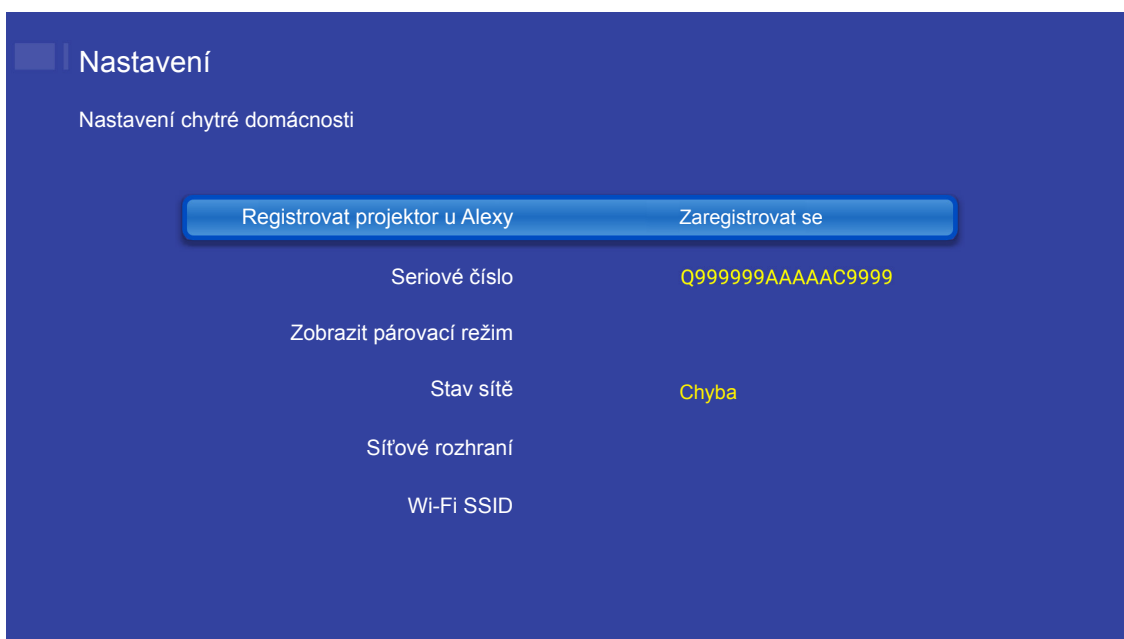 Nastavení
Nastavení chytré domácnosti
Registrovat projektor u Alexy Zaregistrovat se
Seriové číslo Q999999AAAAAC9999
Zobrazit párovací režim
Stav sítě Chyba
Síťové rozhraní
Wi-Fi SSID